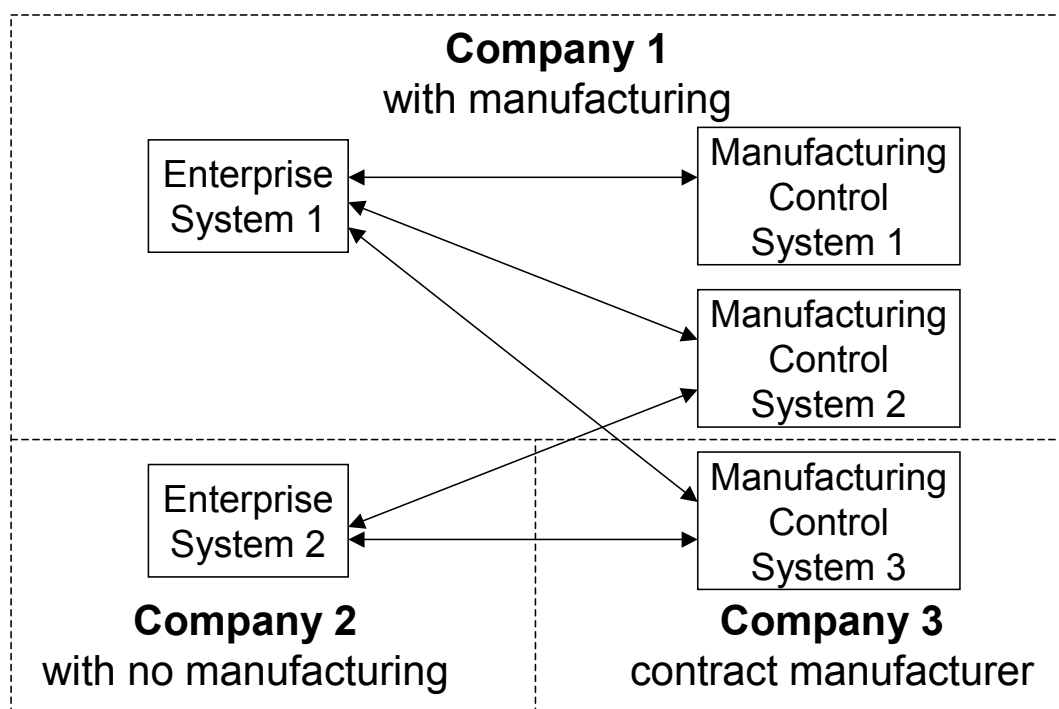 Company 1
with manufacturing
Enterprise
System 1
Manufacturing
Control
System 1
Manufacturing
Control
System 2
Enterprise
System 2
Manufacturing
Control
System 3
Company 2
with no manufacturing
Company 3
contract manufacturer